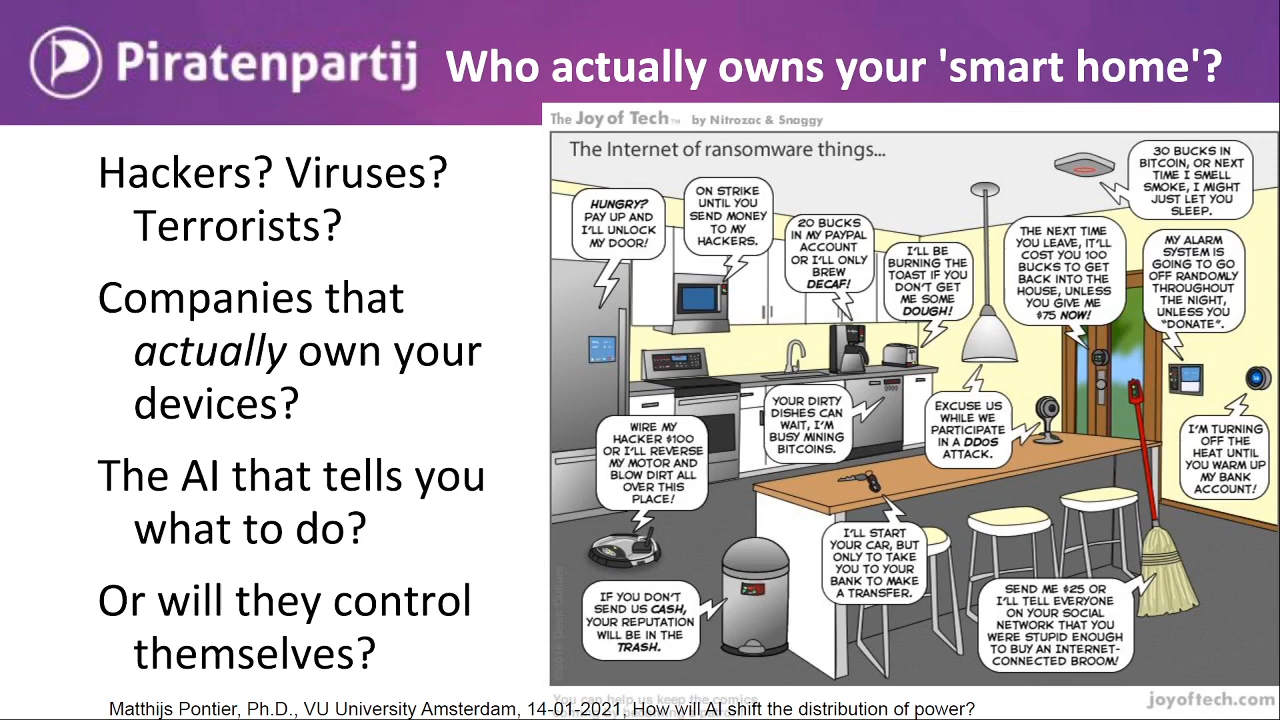 Piratenpartij
Who actually owns your 'smart home'?
Hackers? Viruses?
Terrorists?
Companies that
actually own your
devices?
The AI that tells you
what to do?
Or will they control
themselves?
The Joy of Tech™ by Nitrozac & Snaggy
The Internet of ransomware things...
HUNGRY?
PAY UP AND
I'LL UNLOCK
MY DOOR!
ON STRIKE
UNTIL YOU
SEND MONEY
TO MY
HACKERS.
20 BUCKS
IN MY PAYPAL
ACCOUNT
OR I'LL ONLY
BREW
DECAF!
I'LL BE
BURNING THE
TOAST IF YOU
DON'T GET
ME SOME
DOUGH!
THE NEXT TIME
YOU LEAVE, IT'LL
COST YOU 100
BUCKS TO GET
BACK INTO THE
HOUSE, UNLESS
YOU GIVE ME
$75 NOW!
30 BUCKS IN
BITCOIN, OR NEXT
TIME I SMELL
SMOKE, I MIGHT
JUST LET YOU
SLEEP.
MY ALARM
SYSTEM IS
GOING TO GO
OFF RANDOMLY
THROUGHOUT
THE NIGHT,
UNLESS YOU
"DONATE".
WIRE MY
HACKER $100
OR I'LL REVERSE
MY MOTOR AND
BLOW DIRT ALL
OVER THIS
PLACE!
YOUR DIRTY
DISHES CAN
WAIT, I'M
BUSY MINING
BITCOINS.
EXCUSE US
WHILE WE
PARTICIPATE
IN A DDOS
ATTACK.
I'M TURNING
OFF THE
HEAT UNTIL
YOU WARM UP
MY BANK
ACCOUNT!
IF YOU DON'T
SEND US CASH,
YOUR REPUTATION
WILL BE IN THE
TRASH.
I'LL START
YOUR CAR, BUT
ONLY TO TAKE
YOU TO YOUR
BANK TO MAKE
A TRANSFER.
SEND ME $25 OR
I'LL TELL EVERYONE
ON YOUR SOCIAL
NETWORK THAT YOU
WERE STUPID ENOUGH
TO BUY AN INTERNET-
CONNECTED BROOM!
You can help us keep the comics
joyoftech.com
Matthijs Pontier, Ph.D., VU University Amserdam, 14-01-2021, How will AI shift the distribution of power?